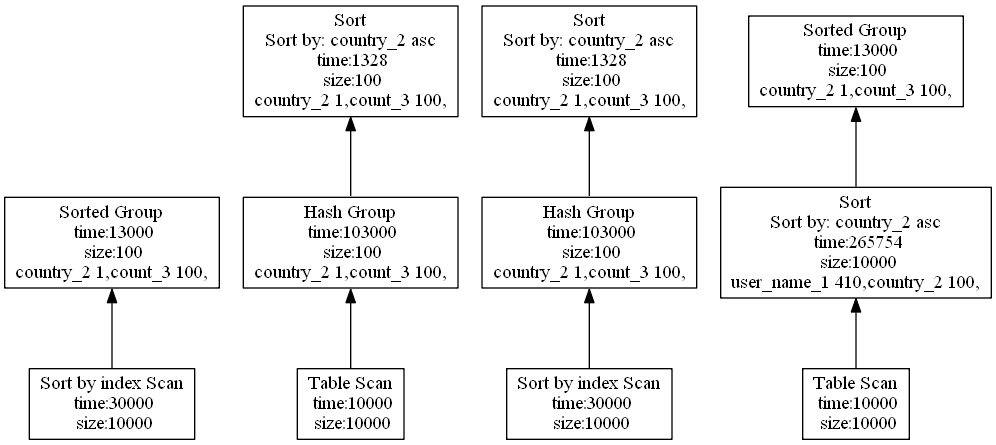 Sort
Sort by: country_2 asc
time:1328
size:100
country_2 1,count_3 100,
Sort
Sort by: country_2 asc
time:1328
size:100
country_2 1,count_3 100,
Sorted Group
time:13000
size:100
country_2 1,count_3 100,
Sorted Group
time:13000
size:100
country_2 1,count_3 100,
Hash Group
time:103000
size:100
country_2 1,count_3 100,
Hash Group
time:103000
size:100
country_2 1,count_3 100,
Sort
Sort by: country_2 asc
time:265754
size:10000
user_name_1 410,country_2 100,
Sort by index Scan
time:30000
size:10000
Table Scan
time:10000
size:10000
Sort by index Scan
time:30000
size:10000
Table Scan
time:10000
size:10000